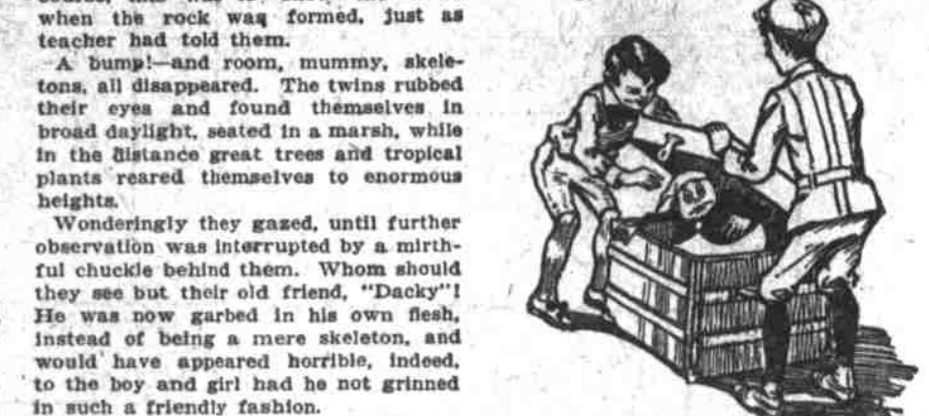 when the rock was formed, just as
teacher had told them.
A bump!—and room, mummy, skele-
tons, all disappeared. The twins rubbed
their eyes and found themselves in
broad daylight, seated in a marsh, while
in the distance great trees and tropical
plants reared themselves to enormous
heights.
Wonderingly they gazed, until further
observation was interrupted by a mirth-
ful chuckle behind them. Whom should
they see but their old friend, "Dacky"!
He was now garbed in his own flesh,
instead of being a mere skeleton, and
would have appeared horrible, indeed,
to the boy and girl had he not grinned
in such a friendly fashion.